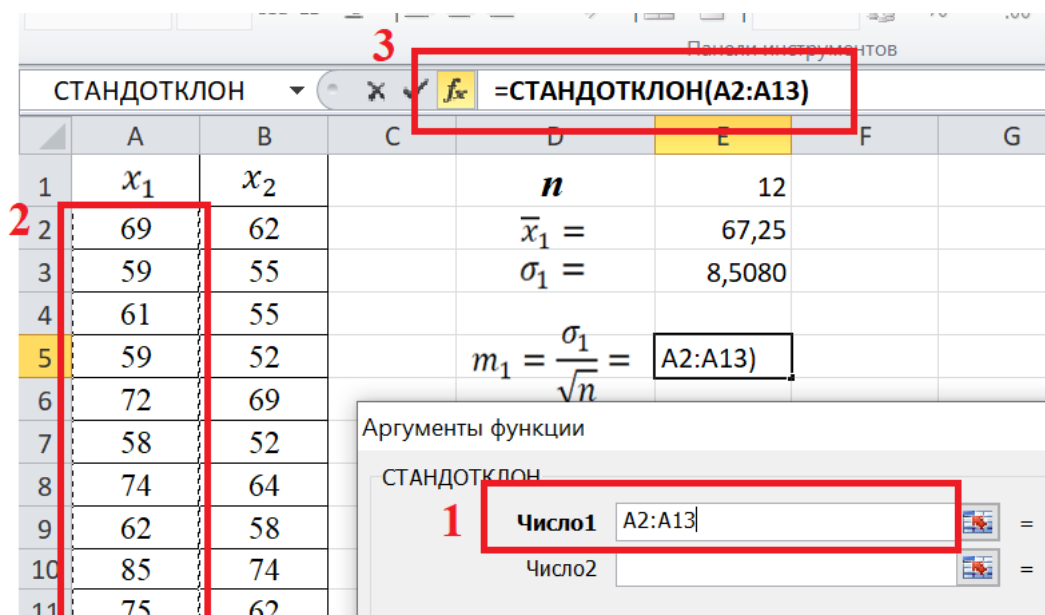 Панели инструментов
3
СТАНДОТКЛОН fx =СТАНДОТКЛОН(A2:A13)
A B C D E F G
1 x₁ x₂ n 12
2
2 69 62 x̅₁ = 67,25
3 59 55 σ₁ = 8,5080
4 61 55
5 59 52 m₁ = σ₁/√n = A2:A13)
6 72 69
Аргументы функции
7 58 52
8 74 64
СТАНДОТКЛОН
9 62 58
1 Число1 A2:A13 =
10 85 74
Число2 =
11 75 62